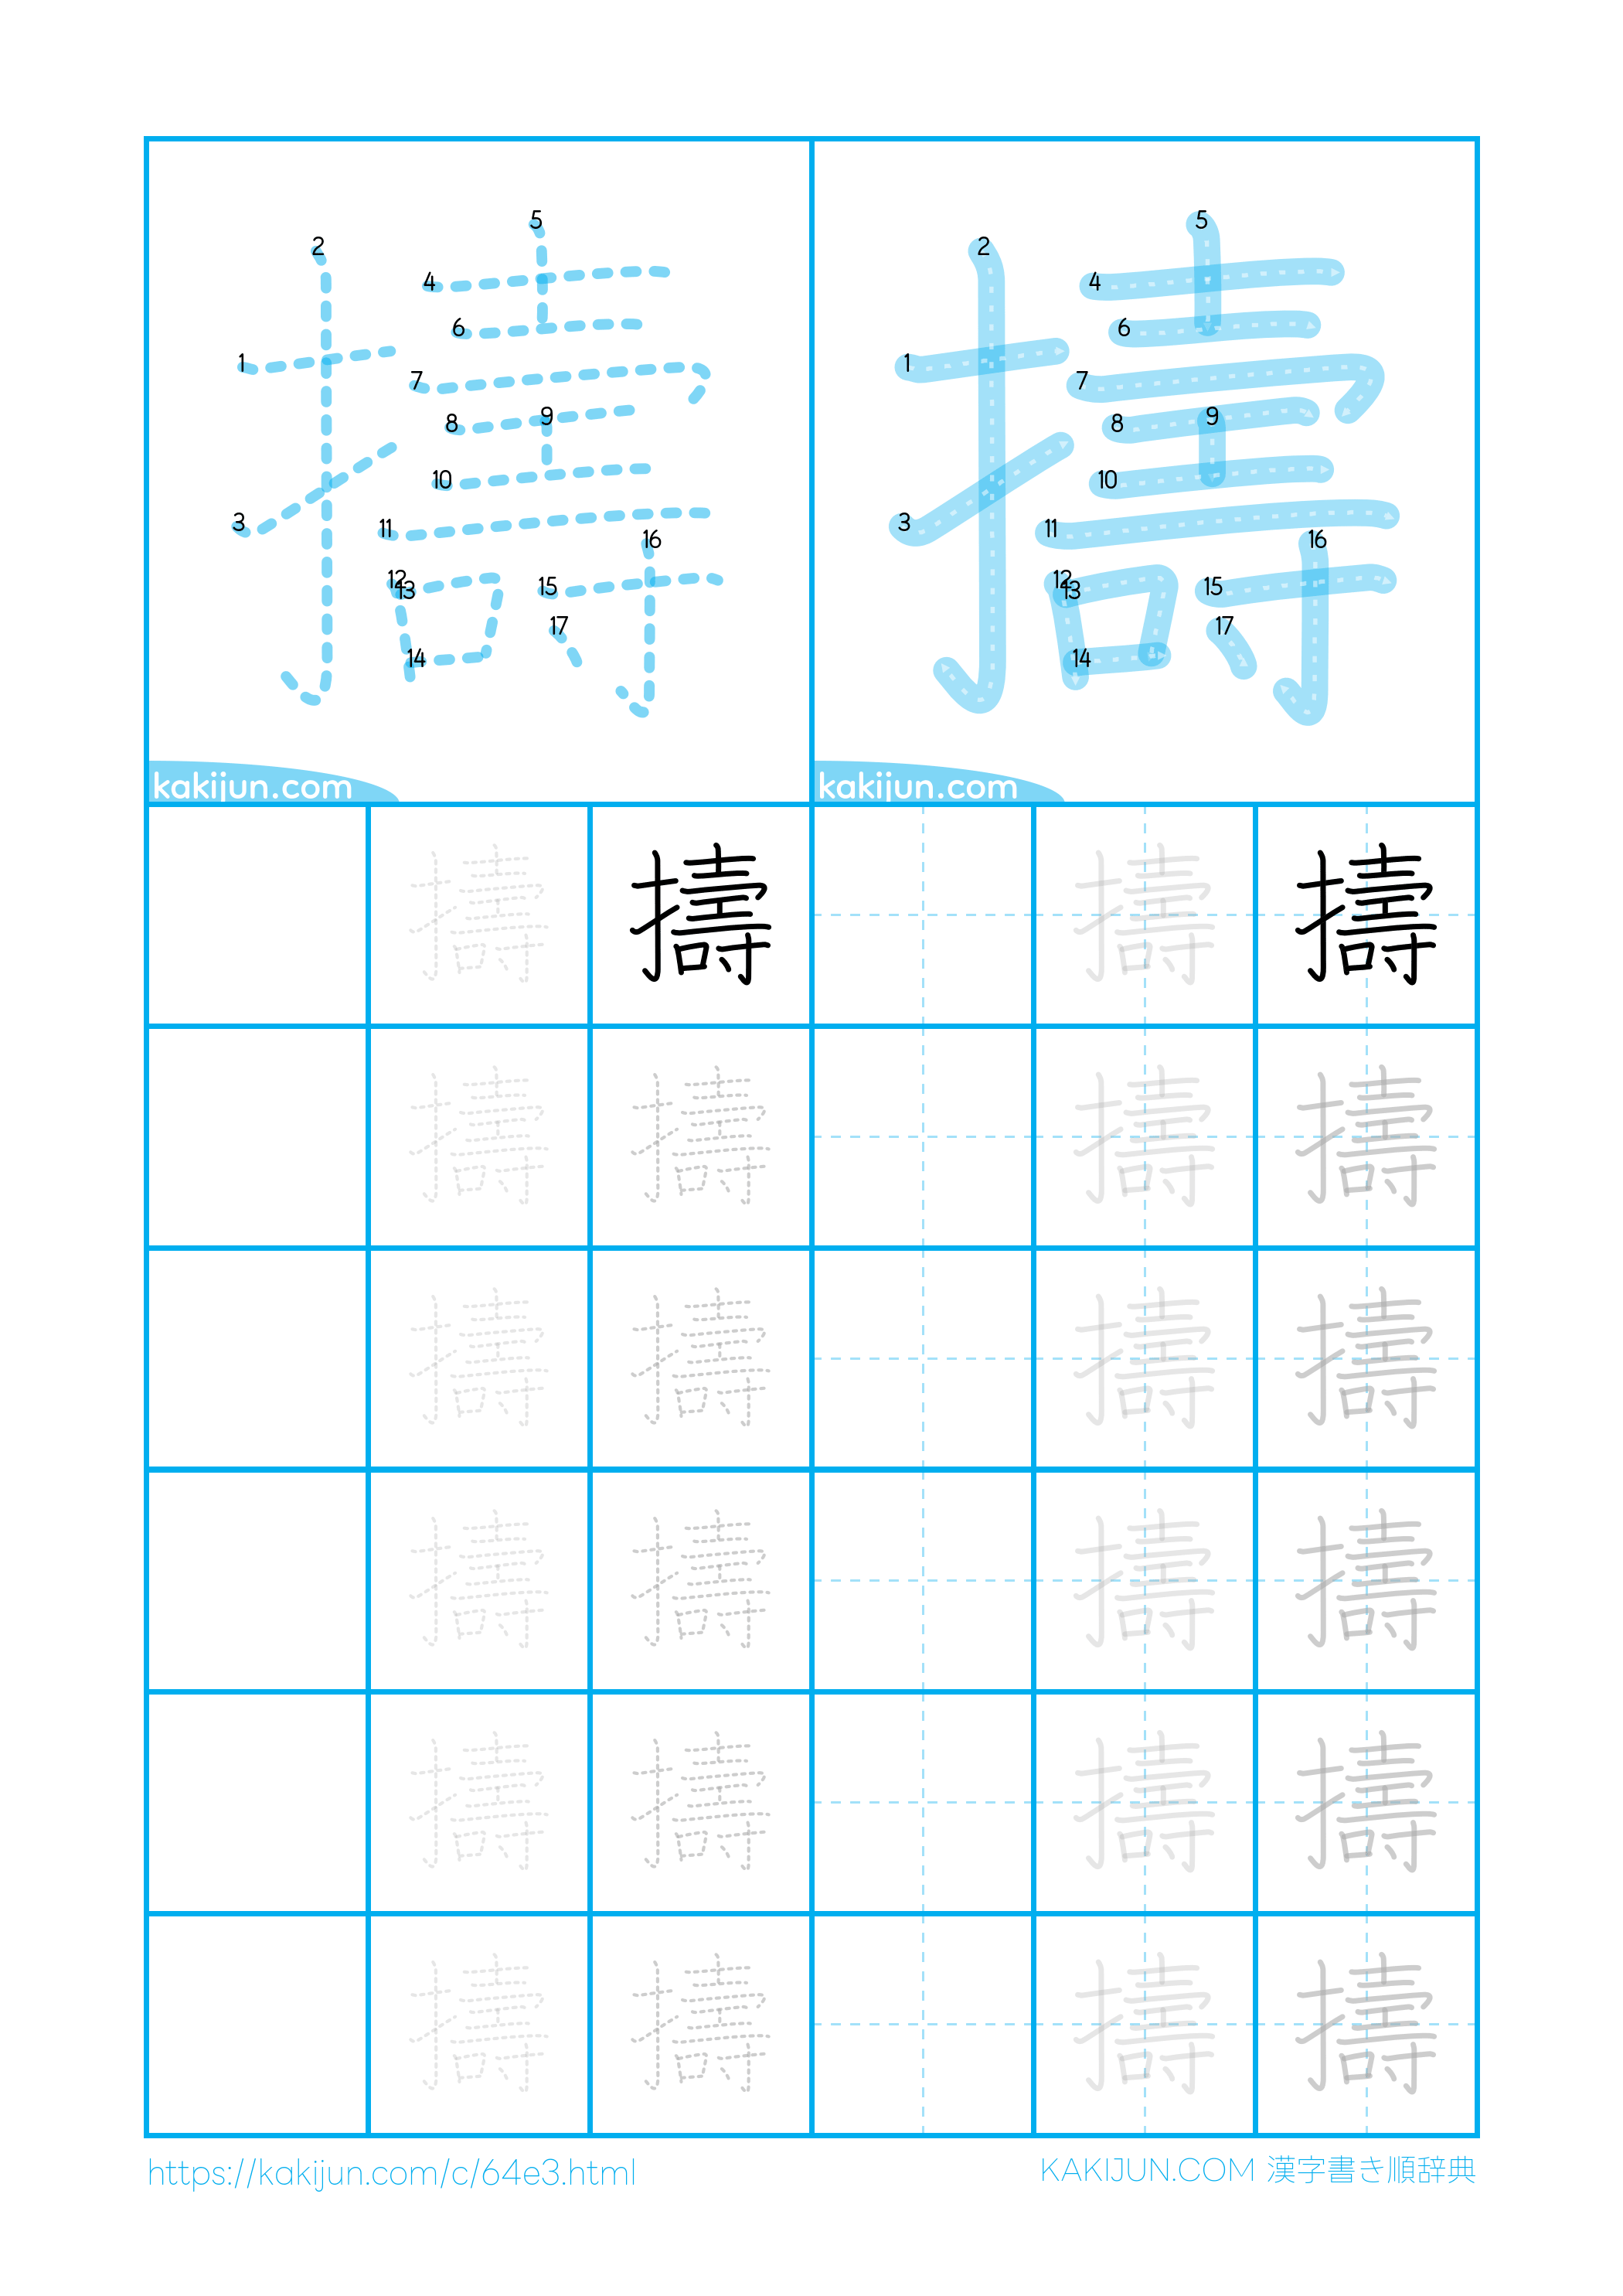 5 5
2 2
4 4
6 6
1 1
7 7
8 9 8 9
10 10
3 11 3 11
16 16
12 13 15 12 13 15
17 17
14 14
kakijun.com kakijun.com
擣 擣 擣 擣
擣 擣 擣 擣
擣 擣 擣 擣
擣 擣 擣 擣
擣 擣 擣 擣
擣 擣 擣 擣
https://kakijun.com/c/64e3.html
KAKIJUN.COM 漢字書き順辞典